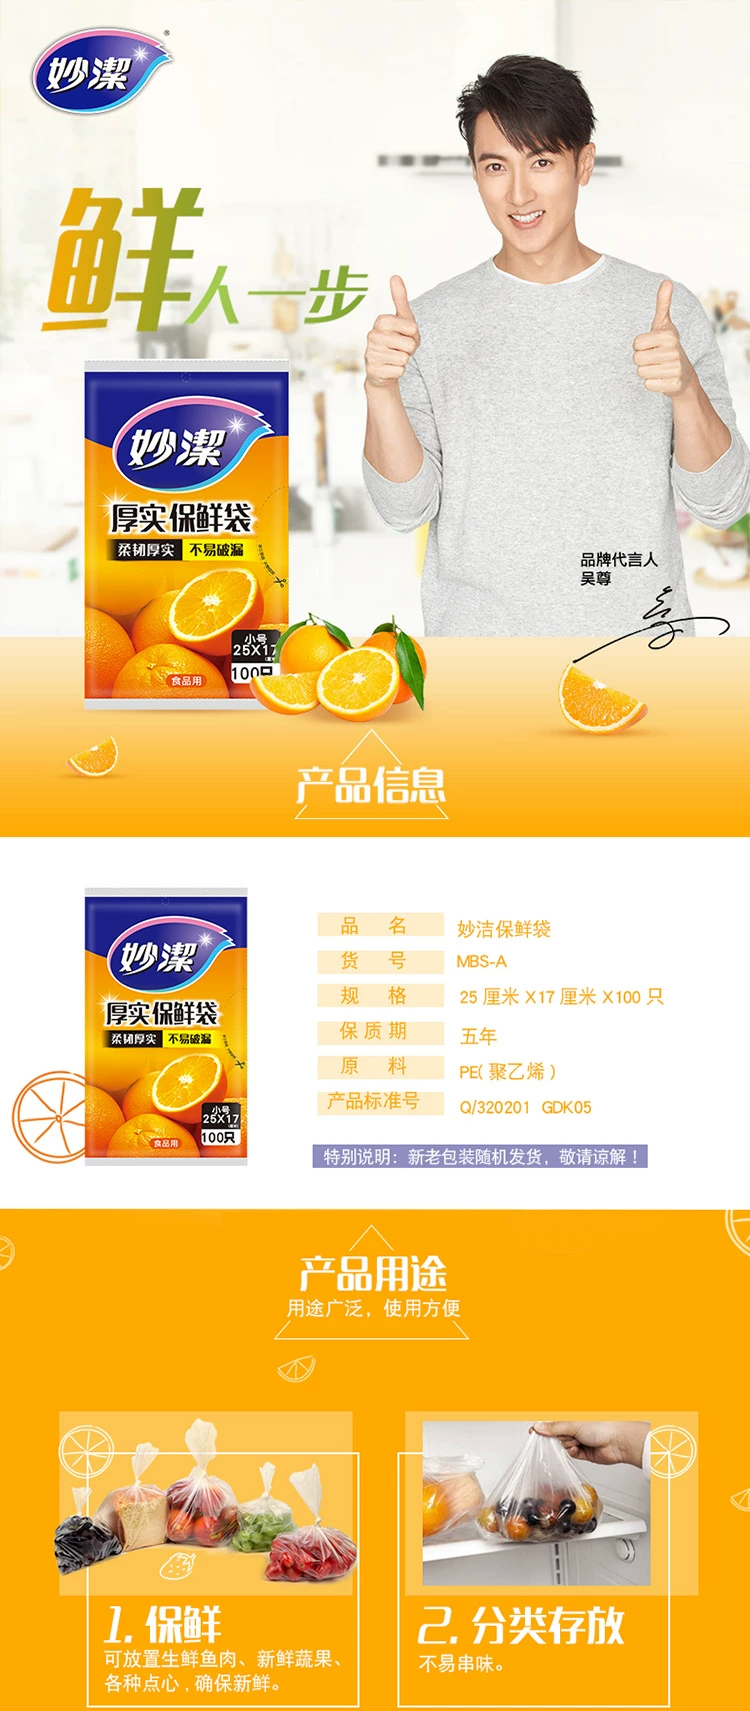 妙潔
®
鲜人一步
妙潔
厚实保鲜袋
柔韧厚实 不易破漏
小号
25X17
100只
食品用
品牌代言人
吴尊
产品信息
妙潔
厚实保鲜袋
柔韧厚实 不易破漏
小号
25X17
100只
食品用
品 名 妙洁保鲜袋
货 号 MBS-A
规 格 25 厘米 X17 厘米 X100 只
保质期 五年
原 料 PE( 聚乙烯 )
产品标准号 Q/320201 GDK05
特别说明：新老包装随机发货，敬请谅解！
产品用途
用途广泛，使用方便
1. 保鲜
可放置生鲜鱼肉、新鲜蔬果、
各种点心 , 确保新鲜。
2. 分类存放
不易串味。